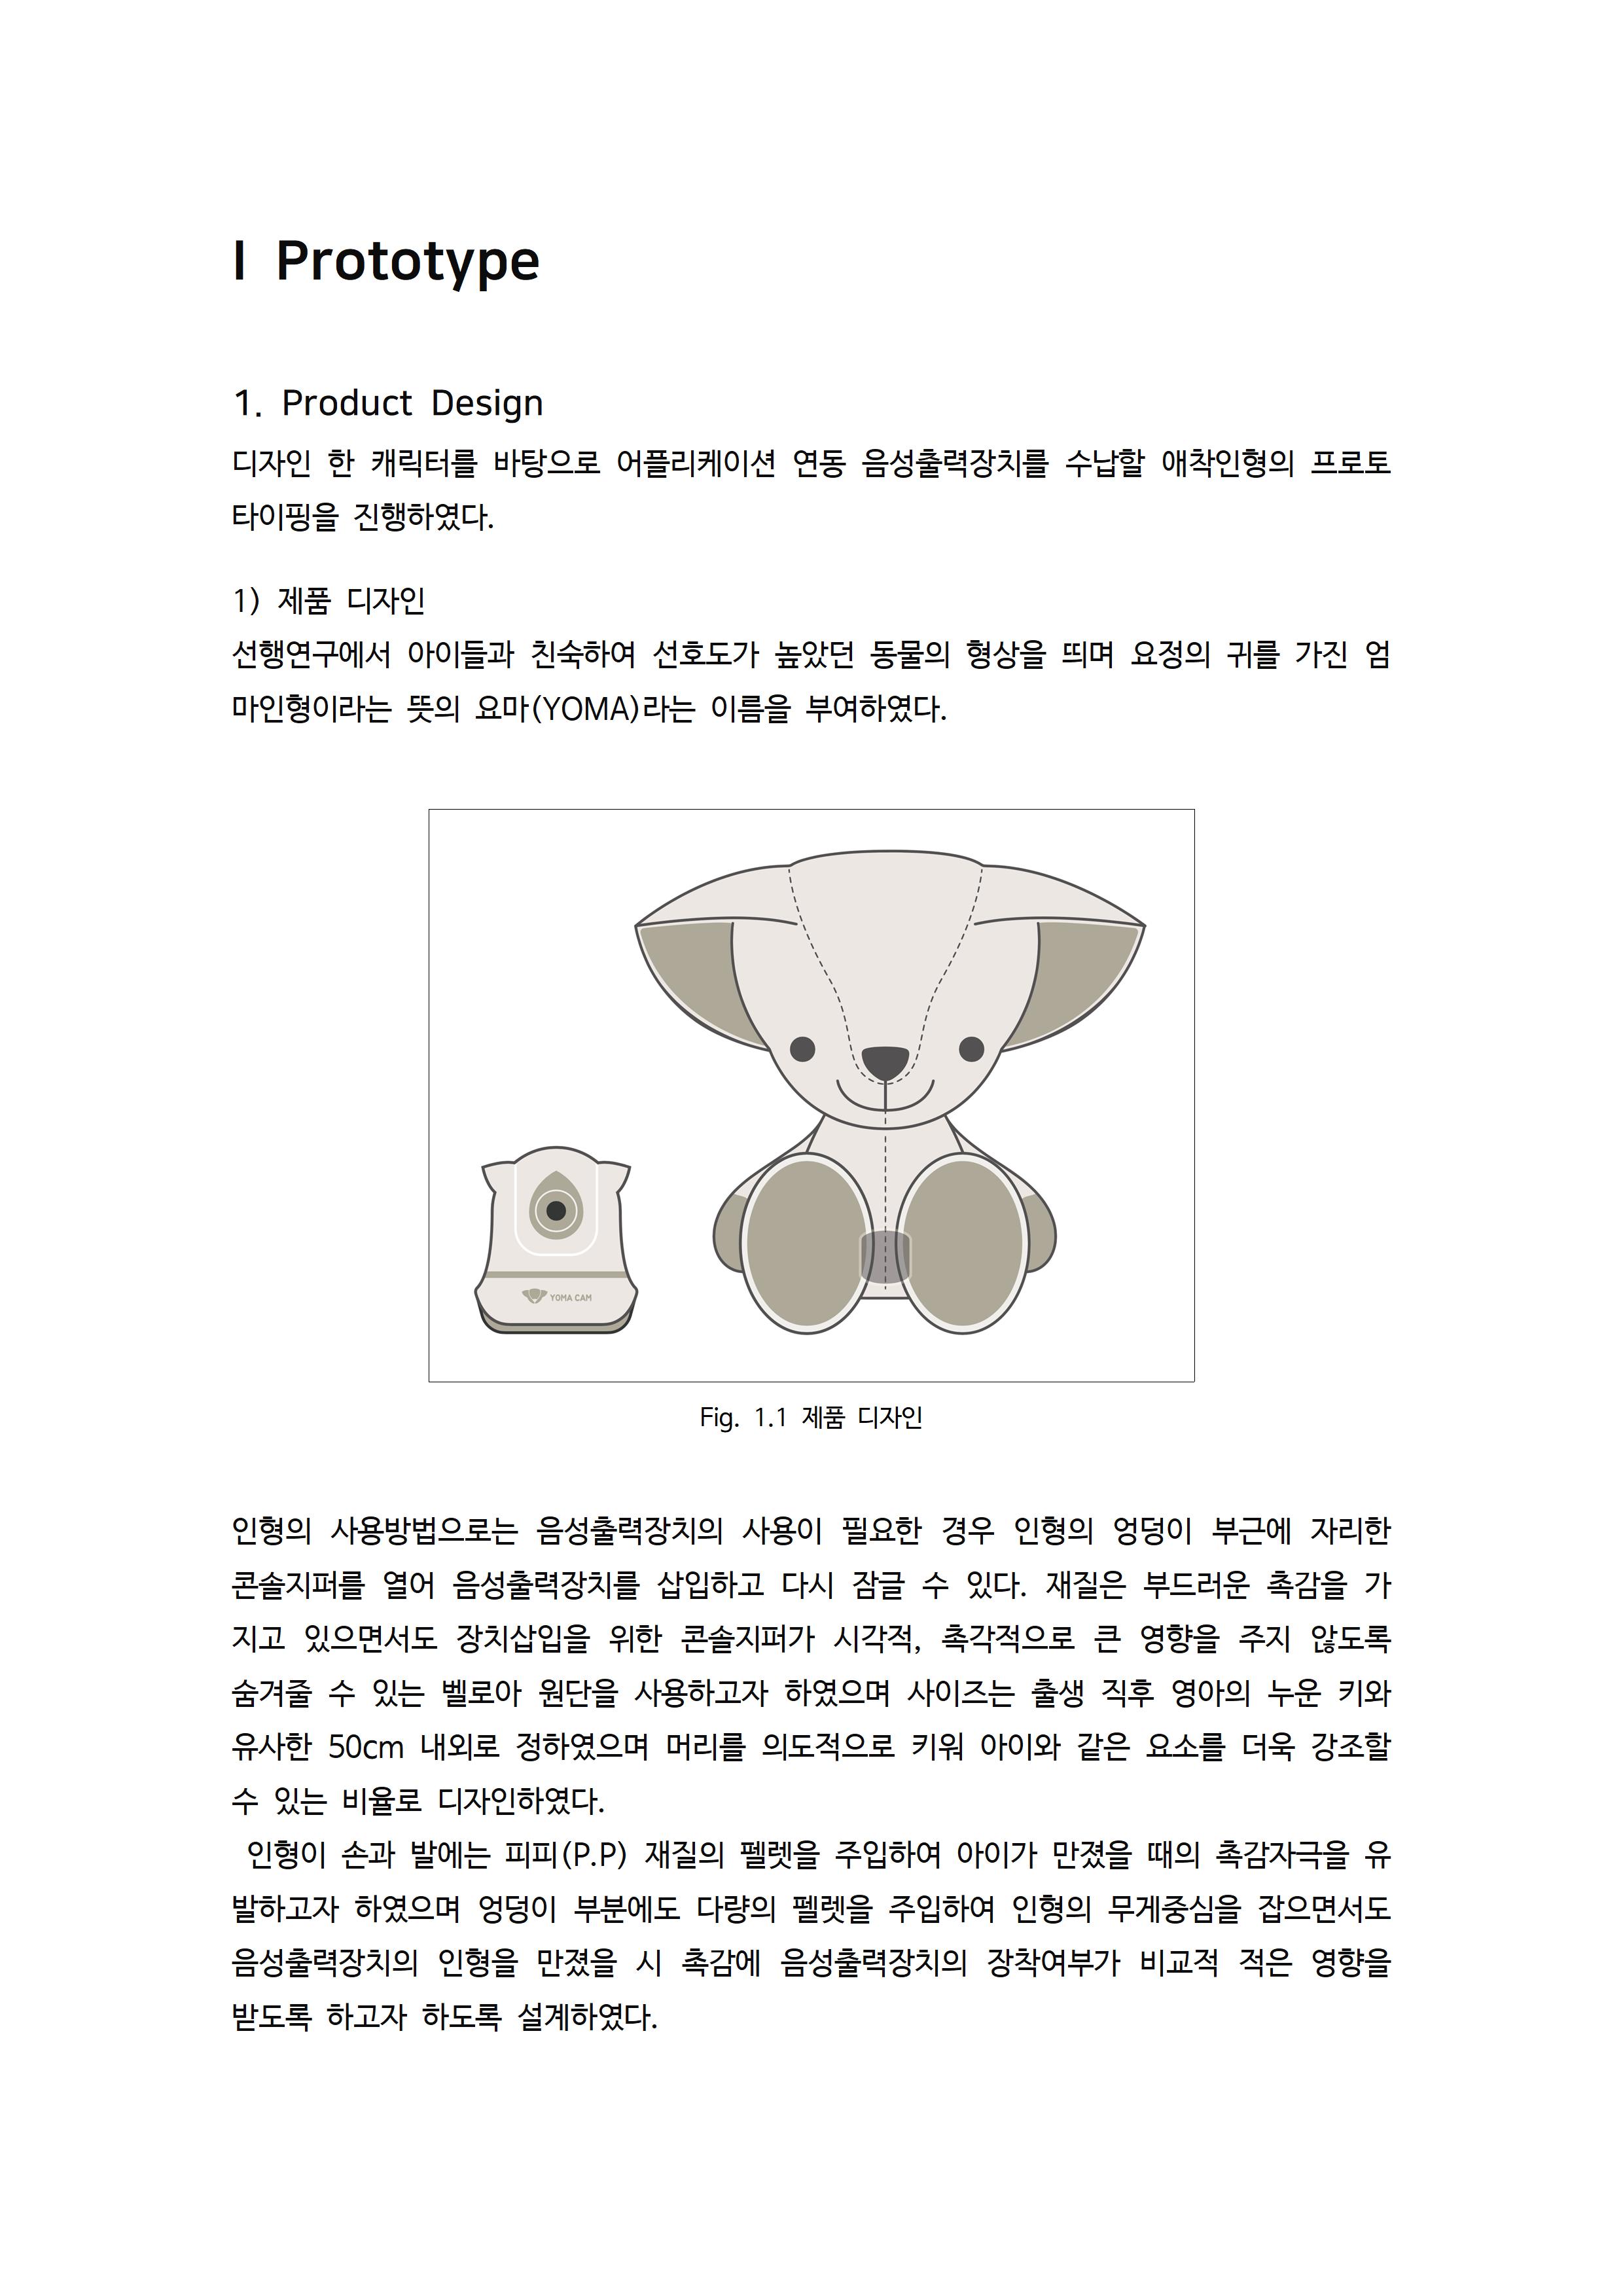 I Prototype
1. Product Design
디자인 한 캐릭터를 바탕으로 어플리케이션 연동 음성출력장치를 수납할 애착인형의 프로토
타이핑을 진행하였다.
1) 제품 디자인
선행연구에서 아이들과 친숙하여 선호도가 높았던 동물의 형상을 띄며 요정의 귀를 가진 엄
마인형이라는 뜻의 요마(YOMA)라는 이름을 부여하였다.
YOMA CAM
Fig. 1.1 제품 디자인
인형의 사용방법으로는 음성출력장치의 사용이 필요한 경우 인형의 엉덩이 부근에 자리한
콘솔지퍼를 열어 음성출력장치를 삽입하고 다시 잠글 수 있다. 재질은 부드러운 촉감을 가
지고 있으면서도 장치삽입을 위한 콘솔지퍼가 시각적, 촉각적으로 큰 영향을 주지 않도록
숨겨줄 수 있는 벨로아 원단을 사용하고자 하였으며 사이즈는 출생 직후 영아의 누운 키와
유사한 50cm 내외로 정하였으며 머리를 의도적으로 키워 아이와 같은 요소를 더욱 강조할
수 있는 비율로 디자인하였다.
인형이 손과 발에는 피피(P.P) 재질의 펠렛을 주입하여 아이가 만졌을 때의 촉감자극을 유
발하고자 하였으며 엉덩이 부분에도 다량의 펠렛을 주입하여 인형의 무게중심을 잡으면서도
음성출력장치의 인형을 만졌을 시 촉감에 음성출력장치의 장착여부가 비교적 적은 영향을
받도록 하고자 하도록 설계하였다.